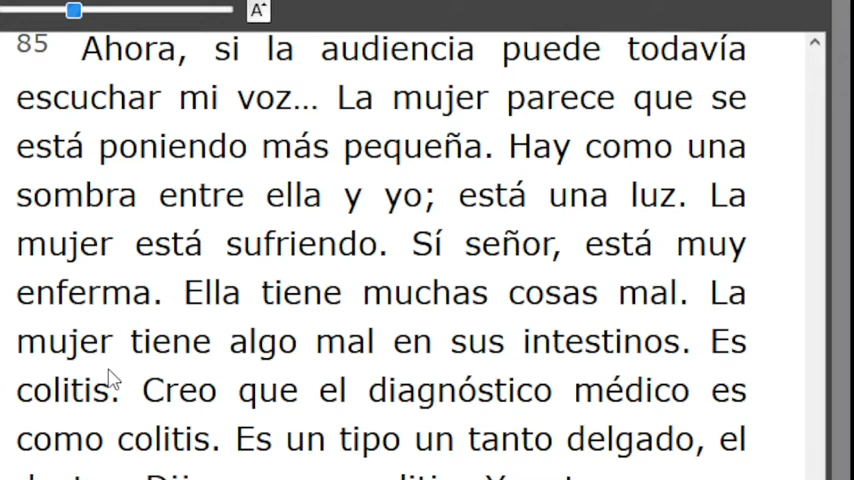 A
85 Ahora, si la audiencia puede todavía
escuchar mi voz... La mujer parece que se
está poniendo más pequeña. Hay como una
sombra entre ella y yo; está una luz. La
mujer está sufriendo. Sí señor, está muy
enferma. Ella tiene muchas cosas mal. La
mujer tiene algo mal en sus intestinos. Es
colitis. Creo que el diagnóstico médico es
como colitis. Es un tipo un tanto delgado, el